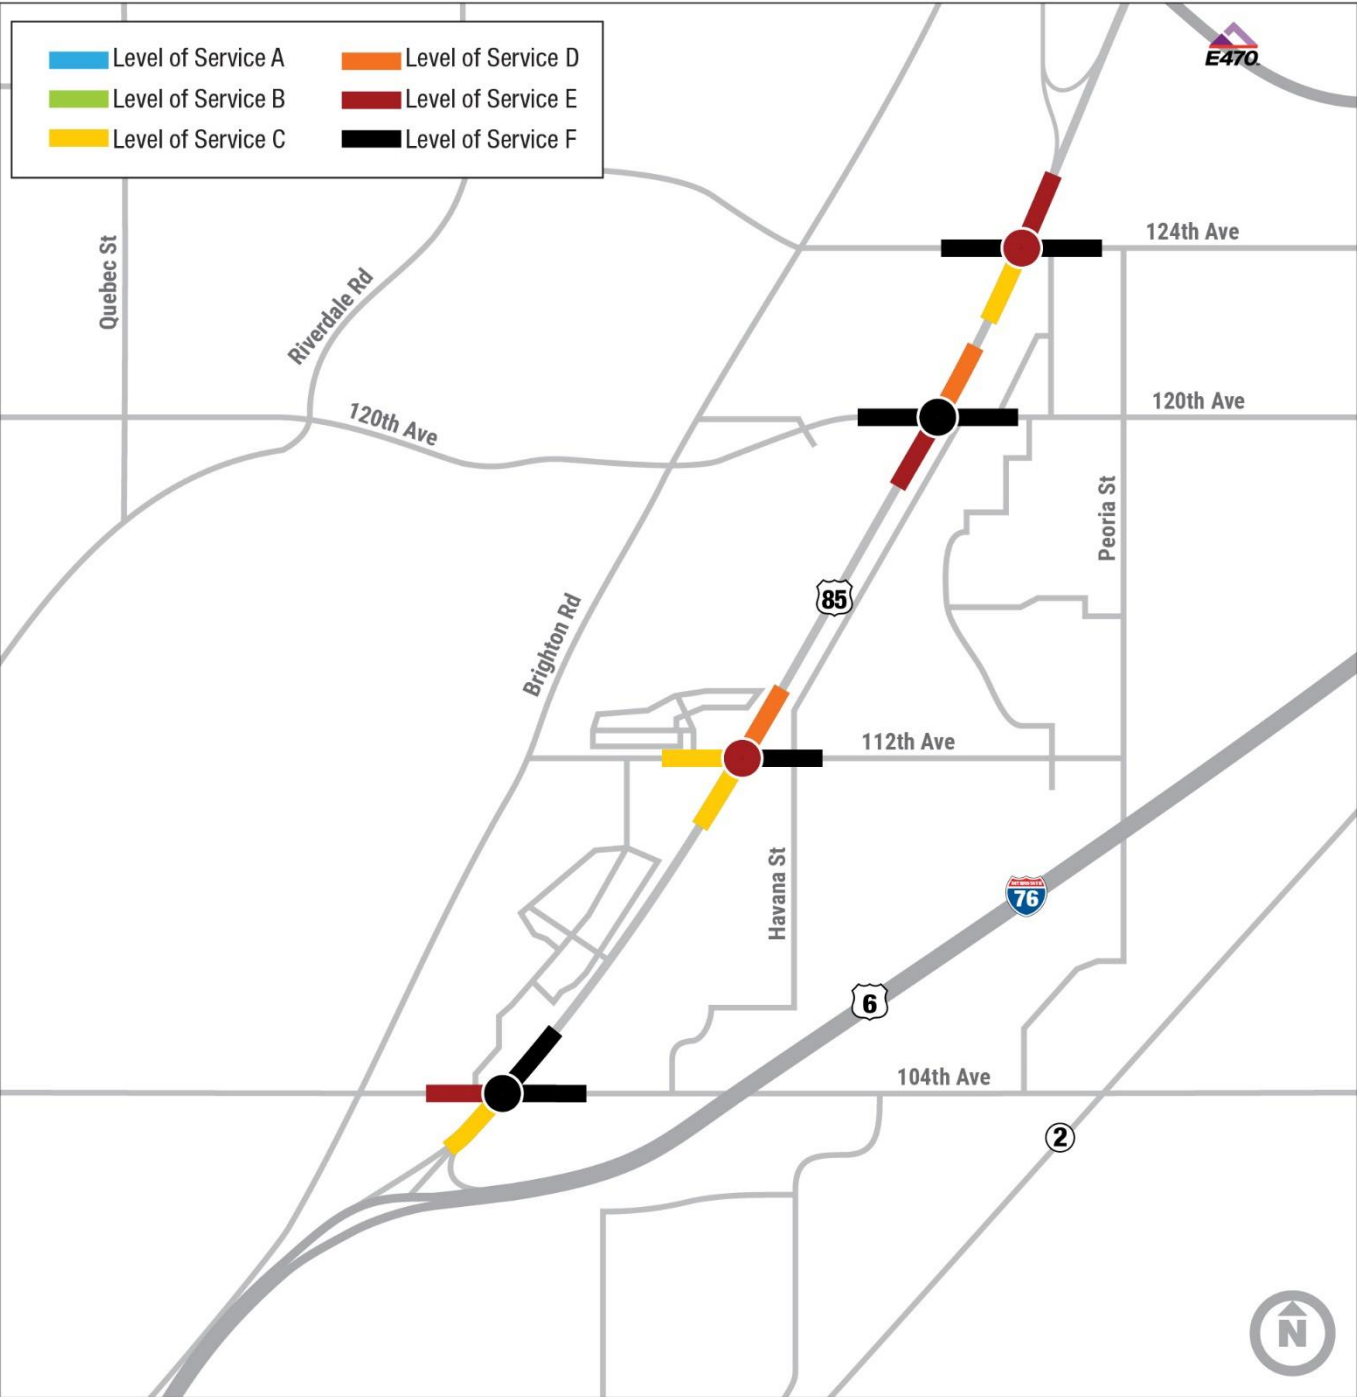 Level of Service A
Level of Service D
Level of Service B
Level of Service E
Level of Service C
Level of Service F
E470
124th Ave
Quebec St
Riverdale Rd
120th Ave
120th Ave
Peoria St
85
Brighton Rd
112th Ave
Havana St
76
6
104th Ave
2
N